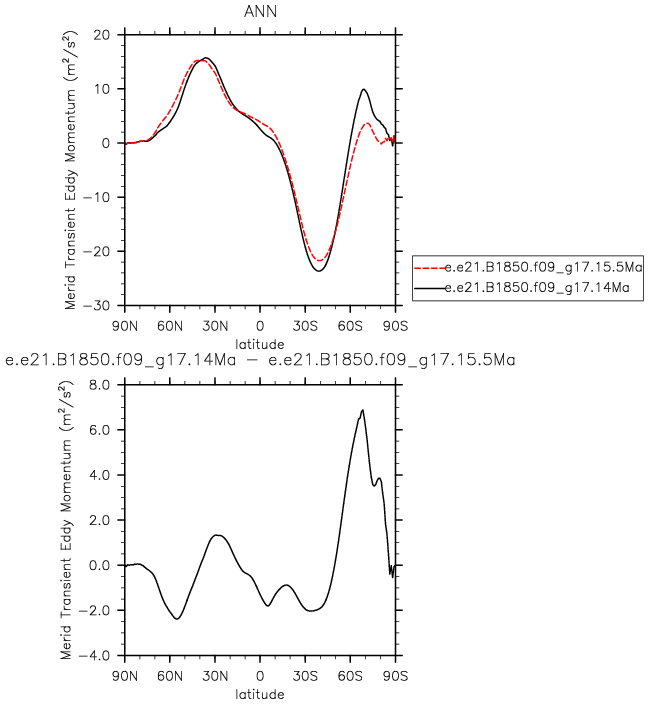 ANN
Merid Transient Eddy Momentum (m²/s²)
20
10
0
−10
−20
−30
90N 60N 30N 0 30S 60S 90S
latitude
e.e21.B1850.f09_g17.15.5Ma
e.e21.B1850.f09_g17.14Ma
e.e21.B1850.f09_g17.14Ma − e.e21.B1850.f09_g17.15.5Ma
Merid Transient Eddy Momentum (m²/s²)
8.0
6.0
4.0
2.0
0.0
−2.0
−4.0
90N 60N 30N 0 30S 60S 90S
latitude